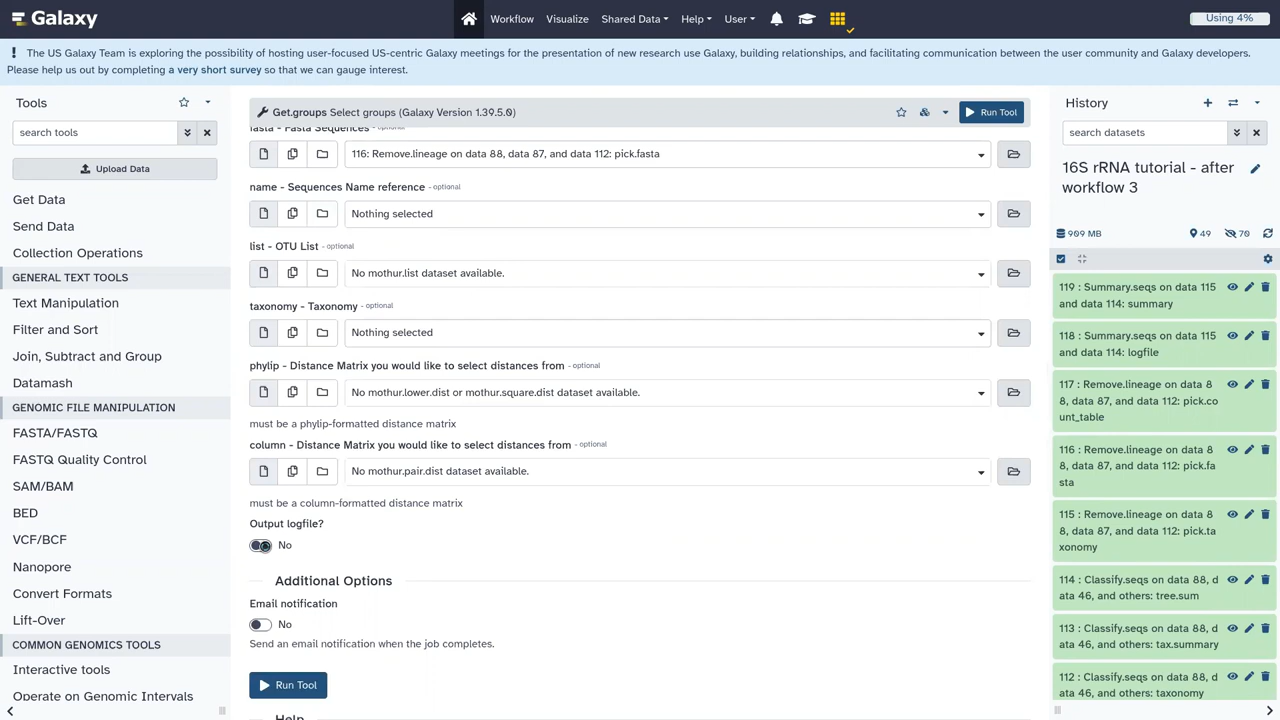 Galaxy
Workflow
Visualize
Shared Data
Help
User
Using 4%
The US Galaxy Team is exploring the possibility of hosting user-focused US-centric Galaxy meetings for the presentation of new research use Galaxy, building relationships, and facilitating communication between the user community and Galaxy developers.
Please help us out by completing a very short survey so that we can gauge interest.
Tools
search tools
Upload Data
Get Data
Send Data
Collection Operations
GENERAL TEXT TOOLS
Text Manipulation
Filter and Sort
Join, Subtract and Group
Datamash
GENOMIC FILE MANIPULATION
FASTA/FASTQ
FASTQ Quality Control
SAM/BAM
BED
VCF/BCF
Nanopore
Convert Formats
Lift-Over
COMMON GENOMICS TOOLS
Interactive tools
Operate on Genomic Intervals
Get.groups Select groups (Galaxy Version 1.39.5.0)
Run Tool
fasta - Fasta Sequences - optional
116: Remove.lineage on data 88, data 87, and data 112: pick.fasta
name - Sequences Name reference - optional
Nothing selected
list - OTU List - optional
No mothur.list dataset available.
taxonomy - Taxonomy - optional
Nothing selected
phylip - Distance Matrix you would like to select distances from - optional
No mothur.lower.dist or mothur.square.dist dataset available.
must be a phylip-formatted distance matrix
column - Distance Matrix you would like to select distances from - optional
No mothur.pair.dist dataset available.
must be a column-formatted distance matrix
Output logfile?
No
Additional Options
Email notification
No
Send an email notification when the job completes.
Run Tool
Help
History
search datasets
16S rRNA tutorial - after
workflow 3
909 MB
49
70
119 : Summary.seqs on data 115
and data 114: summary
118 : Summary.seqs on data 115
and data 114: logfile
117 : Remove.lineage on data 8
8, data 87, and data 112: pick.co
unt_table
116 : Remove.lineage on data 8
8, data 87, and data 112: pick.fa
sta
115 : Remove.lineage on data 8
8, data 87, and data 112: pick.ta
xonomy
114 : Classify.seqs on data 88, d
ata 46, and others: tree.sum
113 : Classify.seqs on data 88, d
ata 46, and others: tax.summary
112 : Classify.seqs on data 88, d
ata 46, and others: taxonomy